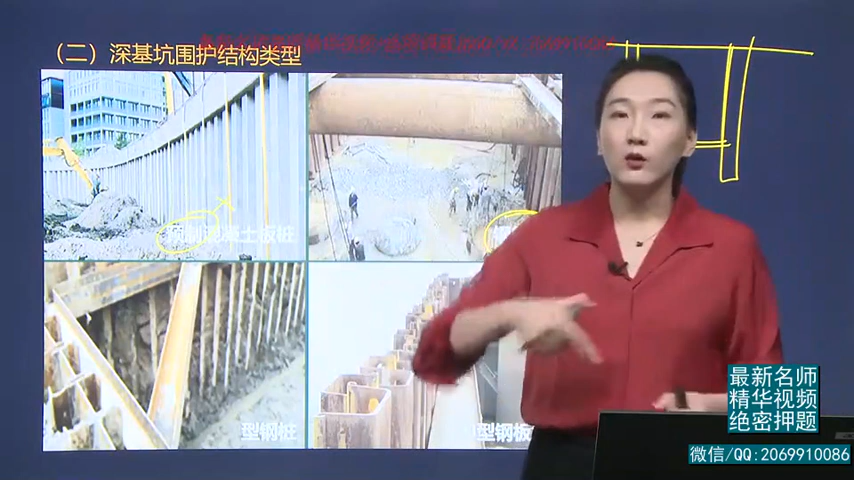 （二）深基坑围护结构类型
预制混凝土板桩
型钢桩
型钢板
最新名师
精华视频
绝密押题
微信/QQ:2069910086